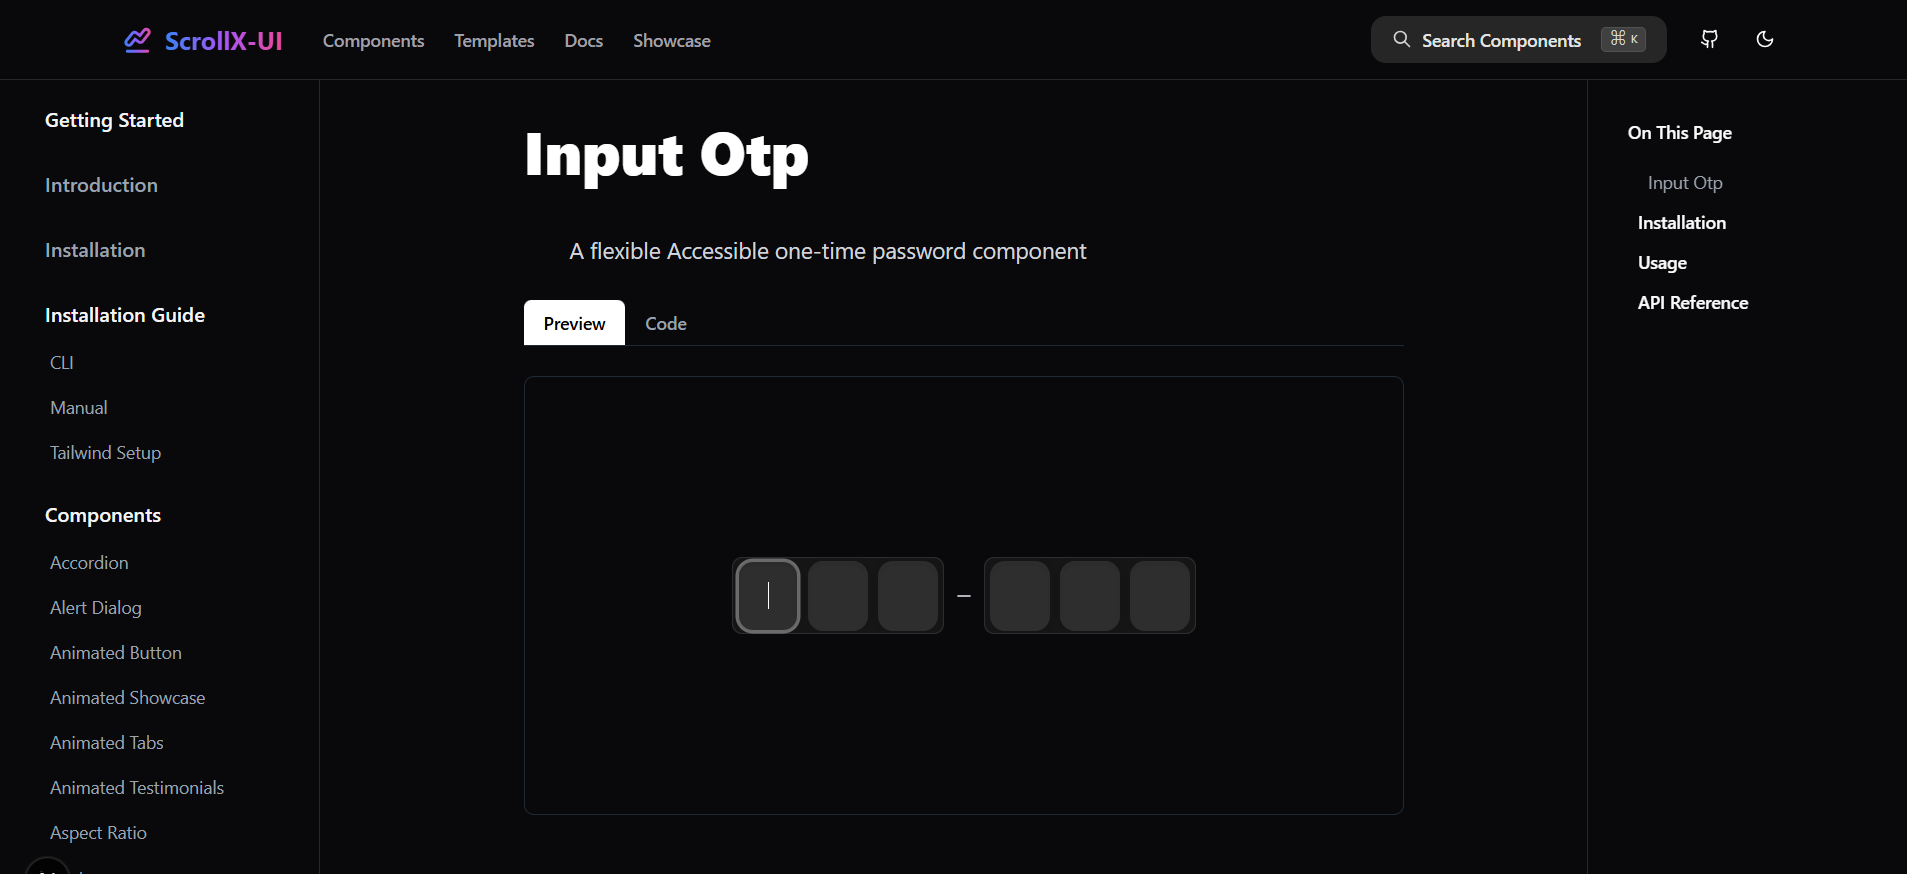 ScrollX-UI
Components
Templates
Docs
Showcase
Search Components
⌘ K
Getting Started
Introduction
Installation
Installation Guide
CLI
Manual
Tailwind Setup
Components
Accordion
Alert Dialog
Animated Button
Animated Showcase
Animated Tabs
Animated Testimonials
Aspect Ratio
Input Otp
A flexible Accessible one-time password component
Preview
Code
–
On This Page
Input Otp
Installation
Usage
API Reference